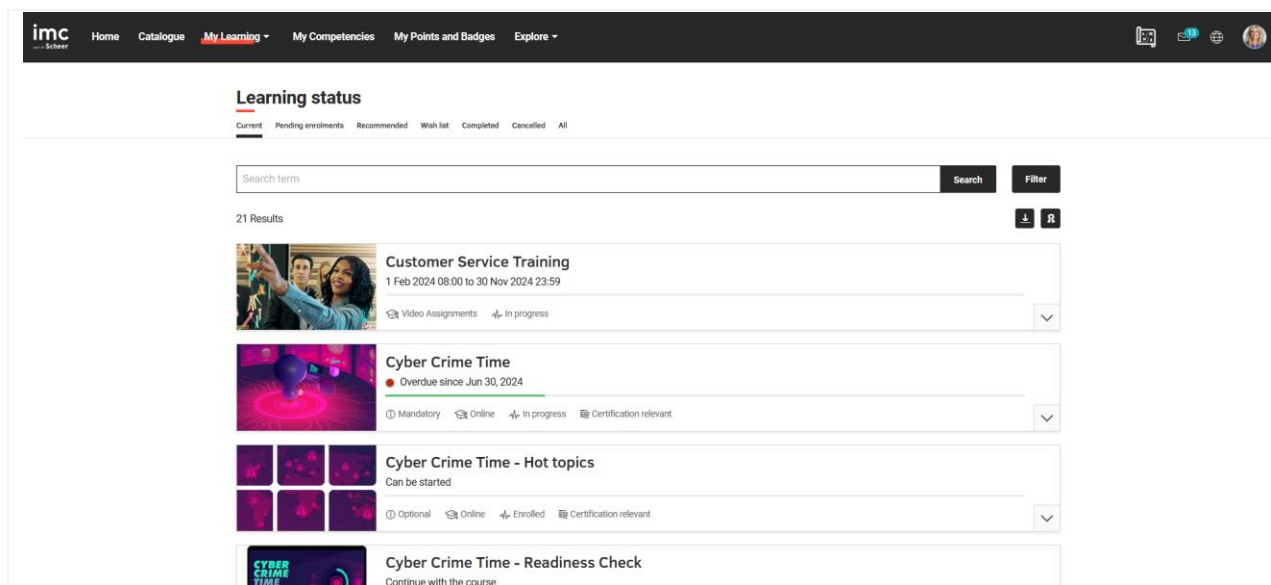 imc
Scheer
Home Catalogue My Learning My Competencies My Points and Badges Explore
13
Learning status
Current Pending enrolments Recommended Wish list Completed Cancelled All
Search term Search Filter
21 Results
Customer Service Training
1 Feb 2024 08:00 to 30 Nov 2024 23:59
Video Assignments In progress
Cyber Crime Time
Overdue since Jun 30, 2024
Mandatory Online In progress Certification relevant
Cyber Crime Time - Hot topics
Can be started
Optional Online Enrolled Certification relevant
CYBER
CRIME
TIME
Cyber Crime Time - Readiness Check
Continue with the course